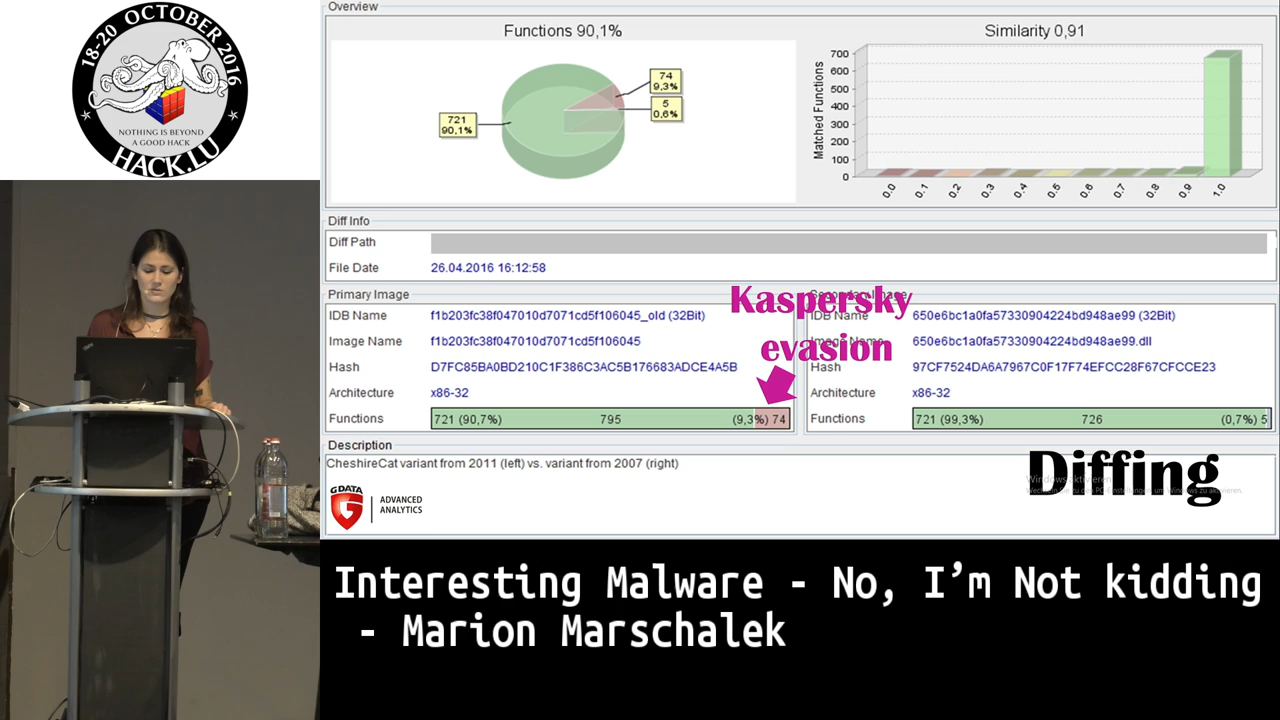 18-20 OCTOBER 2016
NOTHING IS BEYOND
A GOOD HACK
HACK.LU
Overview
Functions 90,1%
721
90,1%
74
9,3%
5
0,6%
Similarity 0,91
Matched Functions
700
600
500
400
300
200
100
0
0.0 0.1 0.2 0.3 0.4 0.5 0.6 0.7 0.8 0.9 1.0
Diff Info
Diff Path
File Date 26.04.2016 16:12:58
Kaspersky
evasion
Primary Image
IDB Name f1b203fc38f047010d7071cd5f106045_old (32Bit)
Image Name f1b203fc38f047010d7071cd5f106045
Hash D7FC85BA0BD210C1F386C3AC5B176683ADCE4A5B
Architecture x86-32
Functions 721 (90,7%) 795 (9,3%) 74
Secondary Image
IDB Name 650e6bc1a0fa57330904224bd948ae99 (32Bit)
Image Name 650e6bc1a0fa57330904224bd948ae99.dll
Hash 97CF7524DA6A7967C0F17F74EFCC28F67CFCCE23
Architecture x86-32
Functions 721 (99,3%) 726 (0,7%) 5
Description
CheshireCat variant from 2011 (left) vs. variant from 2007 (right)
Diffing
Windows aktivieren
G DATA
ADVANCED
ANALYTICS
Interesting Malware - No, I’m Not kidding
- Marion Marschalek